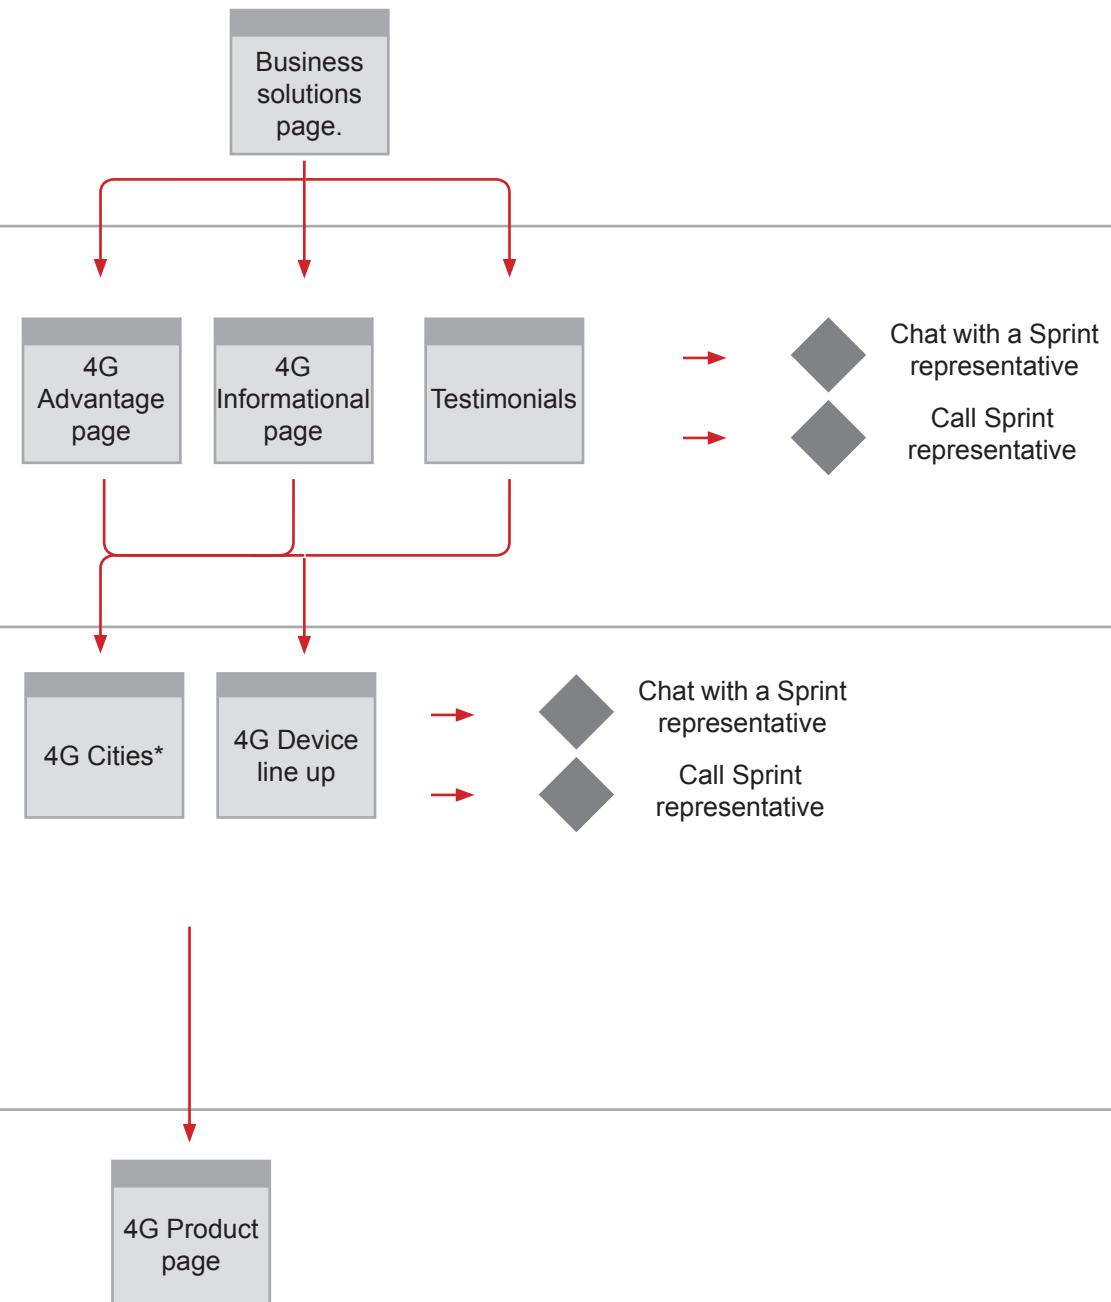 Business
solutions
page.
4G
Advantage
page
4G
Informational
page
Testimonials
Chat with a Sprint
representative
Call Sprint
representative
4G Cities*
4G Device
line up
Chat with a Sprint
representative
Call Sprint
representative
4G Product
page